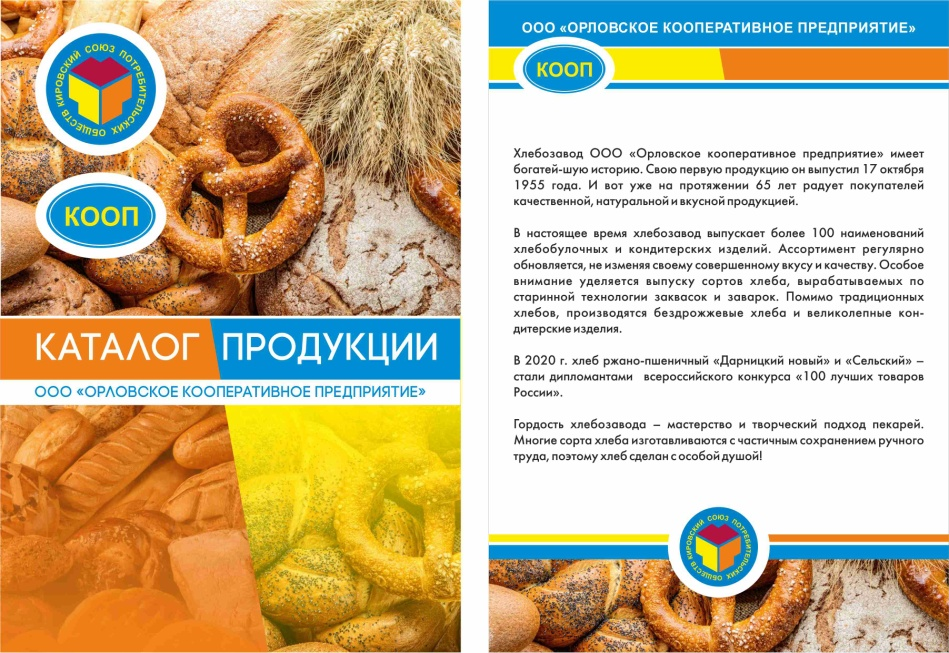 КИРОВСКИЙ СОЮЗ ПОТРЕБИТЕЛЬСКИХ ОБЩЕСТВ
КООП
КАТАЛОГ ПРОДУКЦИИ
ООО «ОРЛОВСКОЕ КООПЕРАТИВНОЕ ПРЕДПРИЯТИЕ»
ООО «ОРЛОВСКОЕ КООПЕРАТИВНОЕ ПРЕДПРИЯТИЕ»
КООП
Хлебозавод ООО «Орловское кооперативное предприятие» имеет
богатей-шую историю. Свою первую продукцию он выпустил 17 октября
1955 года. И вот уже на протяжении 65 лет радует покупателей
качественной, натуральной и вкусной продукцией.
В настоящее время хлебозавод выпускает более 100 наименований
хлебобулочных и кондитерских изделий. Ассортимент регулярно
обновляется, не изменяя своему совершенному вкусу и качеству. Особое
внимание уделяется выпуску сортов хлеба, вырабатываемых по
старинной технологии заквасок и заварок. Помимо традиционных
хлебов, производятся бездрожжевые хлеба и великолепные кон-
дитерские изделия.
В 2020 г. хлеб ржано-пшеничный «Дарницкий новый» и «Сельский» –
стали дипломантами всероссийского конкурса «100 лучших товаров
России».
Гордость хлебозавода – мастерство и творческий подход пекарей.
Многие сорта хлеба изготавливаются с частичным сохранением ручного
труда, поэтому хлеб сделан с особой душой!
КИРОВСКИЙ СОЮЗ ПОТРЕБИТЕЛЬСКИХ ОБЩЕСТВ